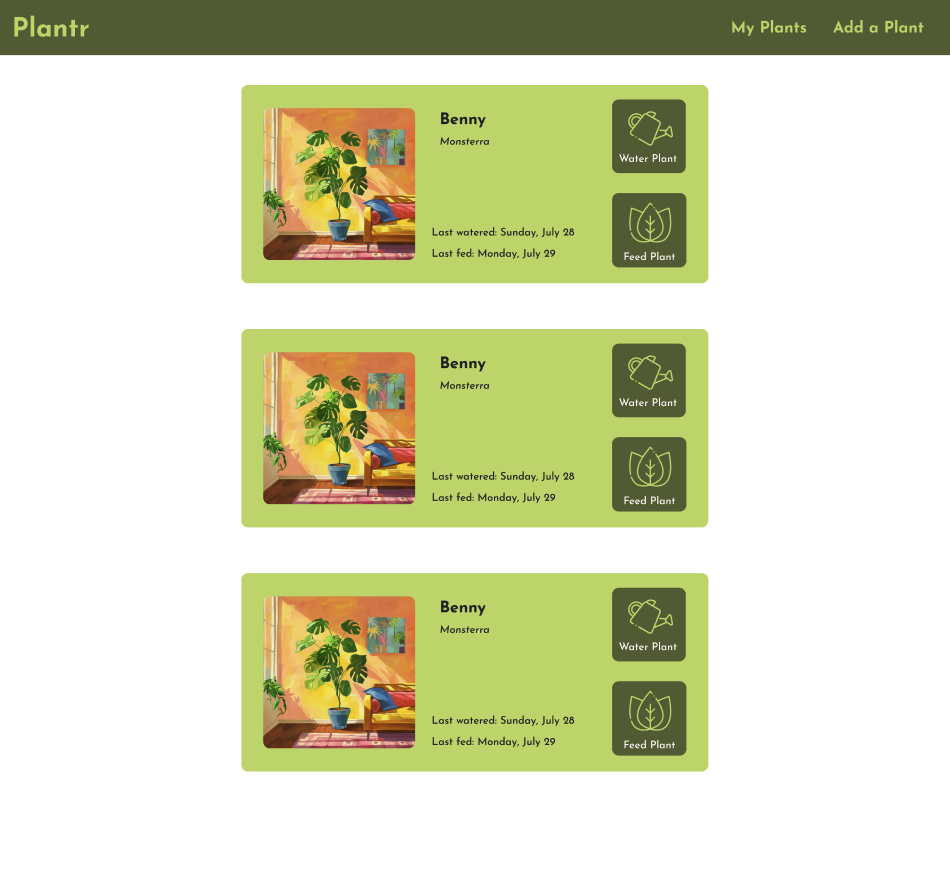 Plantr
My Plants
Add a Plant
Benny
Monsterra
Water Plant
Last watered: Sunday, July 28
Last fed: Monday, July 29
Feed Plant
Benny
Monsterra
Water Plant
Last watered: Sunday, July 28
Last fed: Monday, July 29
Feed Plant
Benny
Monsterra
Water Plant
Last watered: Sunday, July 28
Last fed: Monday, July 29
Feed Plant